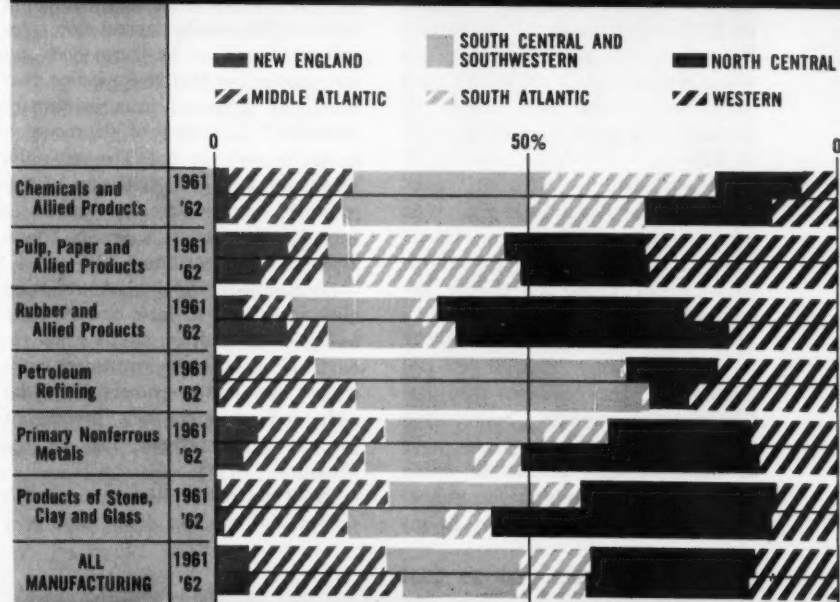 NEW ENGLAND
SOUTH CENTRAL AND
SOUTHWESTERN
NORTH CENTRAL
MIDDLE ATLANTIC
SOUTH ATLANTIC
WESTERN
0 50% 0
Chemicals and 1961
Allied Products '62
Pulp, Paper and 1961
Allied Products '62
Rubber and 1961
Allied Products '62
Petroleum 1961
Refining '62
Primary Nonferrous 1961
Metals '62
Products of Stone, 1961
Clay and Glass '62
ALL 1961
MANUFACTURING '62